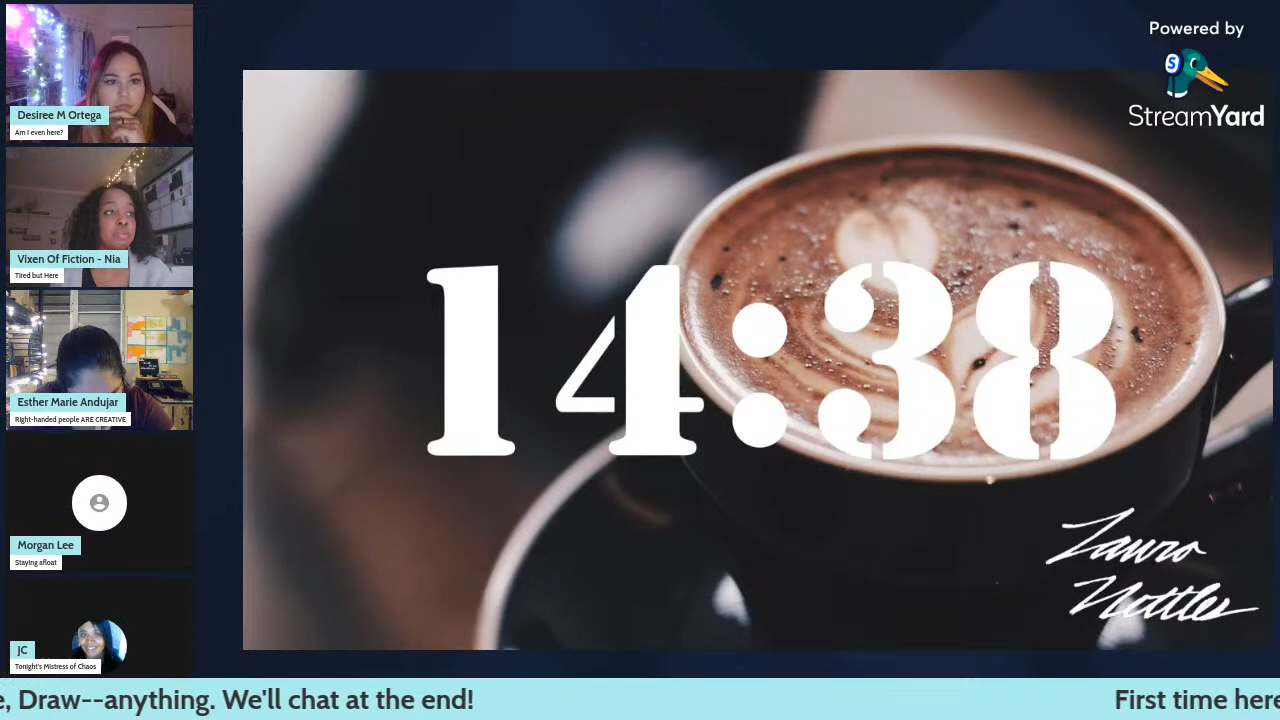 Powered by
S
StreamYard
Desiree M Ortega
Am I even here?
Vixen Of Fiction - Nia
Tired but Here
Esther Marie Andujar
Right-handed people ARE CREATIVE
Morgan Lee
Staying afloat
JC
Tonight's Mistress of Chaos
14:38
e, Draw--anything. We'll chat at the end!
First time here